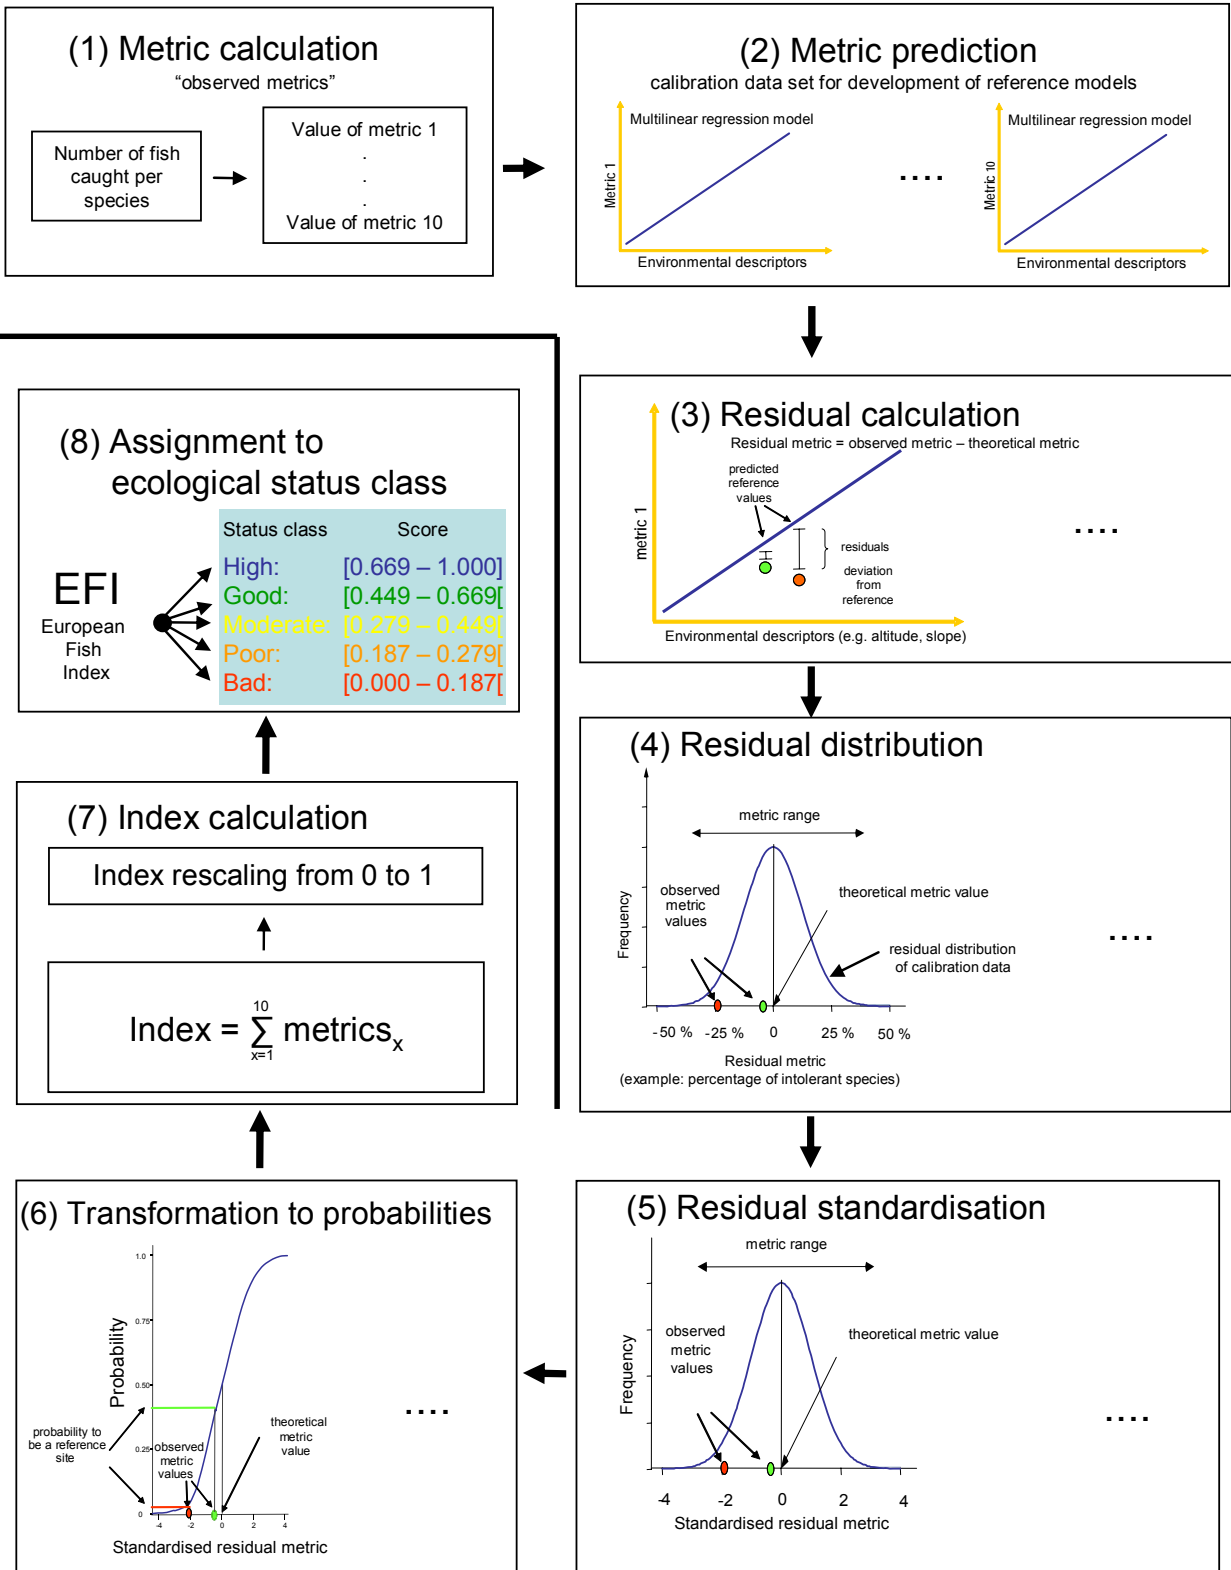 (1) Metric calculation
“observed metrics”
Number of fish
caught per
species
Value of metric 1
.
.
.
Value of metric 10
(2) Metric prediction
calibration data set for development of reference models
Multilinear regression model
Metric 1
Environmental descriptors
....
Multilinear regression model
Metric 10
Environmental descriptors
(3) Residual calculation
Residual metric = observed metric – theoretical metric
predicted
reference
values
metric 1
residuals
deviation
from
reference
....
Environmental descriptors (e.g. altitude, slope)
(4) Residual distribution
metric range
observed
metric
values
theoretical metric value
Frequency
residual distribution
of calibration data
....
-50 % -25 % 0 25 % 50 %
Residual metric
(example: percentage of intolerant species)
(5) Residual standardisation
metric range
observed
metric
values
theoretical metric value
Frequency
....
-4 -2 0 2 4
Standardised residual metric
(6) Transformation to probabilities
1.0
0.75
0.50
0.25
0
Probability
probability to
be a reference
site
observed
metric
values
theoretical
metric
value
....
-4 -2 0 2 4
Standardised residual metric
(7) Index calculation
Index rescaling from 0 to 1
Index = 10 ∑ x=1 metricsx
(8) Assignment to
ecological status class
EFI
European
Fish
Index
Status class Score
High: [0.669 – 1.000]
Good: [0.449 – 0.669[
Moderate: [0.279 – 0.449[
Poor: [0.187 – 0.279[
Bad: [0.000 – 0.187[